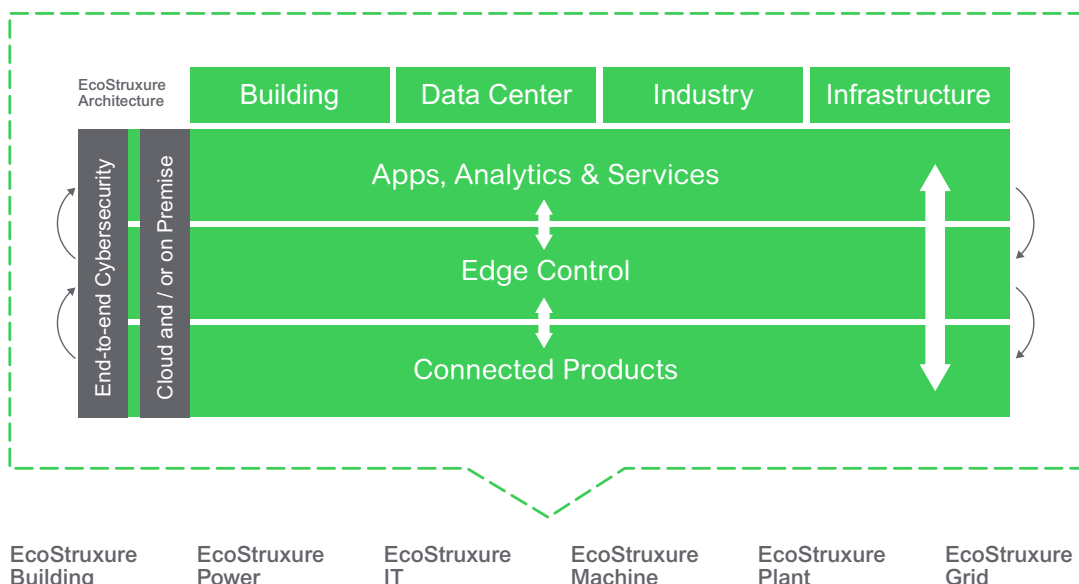 EcoStruxure
Architecture
Building
Data Center
Industry
Infrastructure
End-to-end Cybersecurity
Cloud and / or on Premise
Apps, Analytics & Services
Edge Control
Connected Products
EcoStruxure
Building
EcoStruxure
Power
EcoStruxure
IT
EcoStruxure
Machine
EcoStruxure
Plant
EcoStruxure
Grid